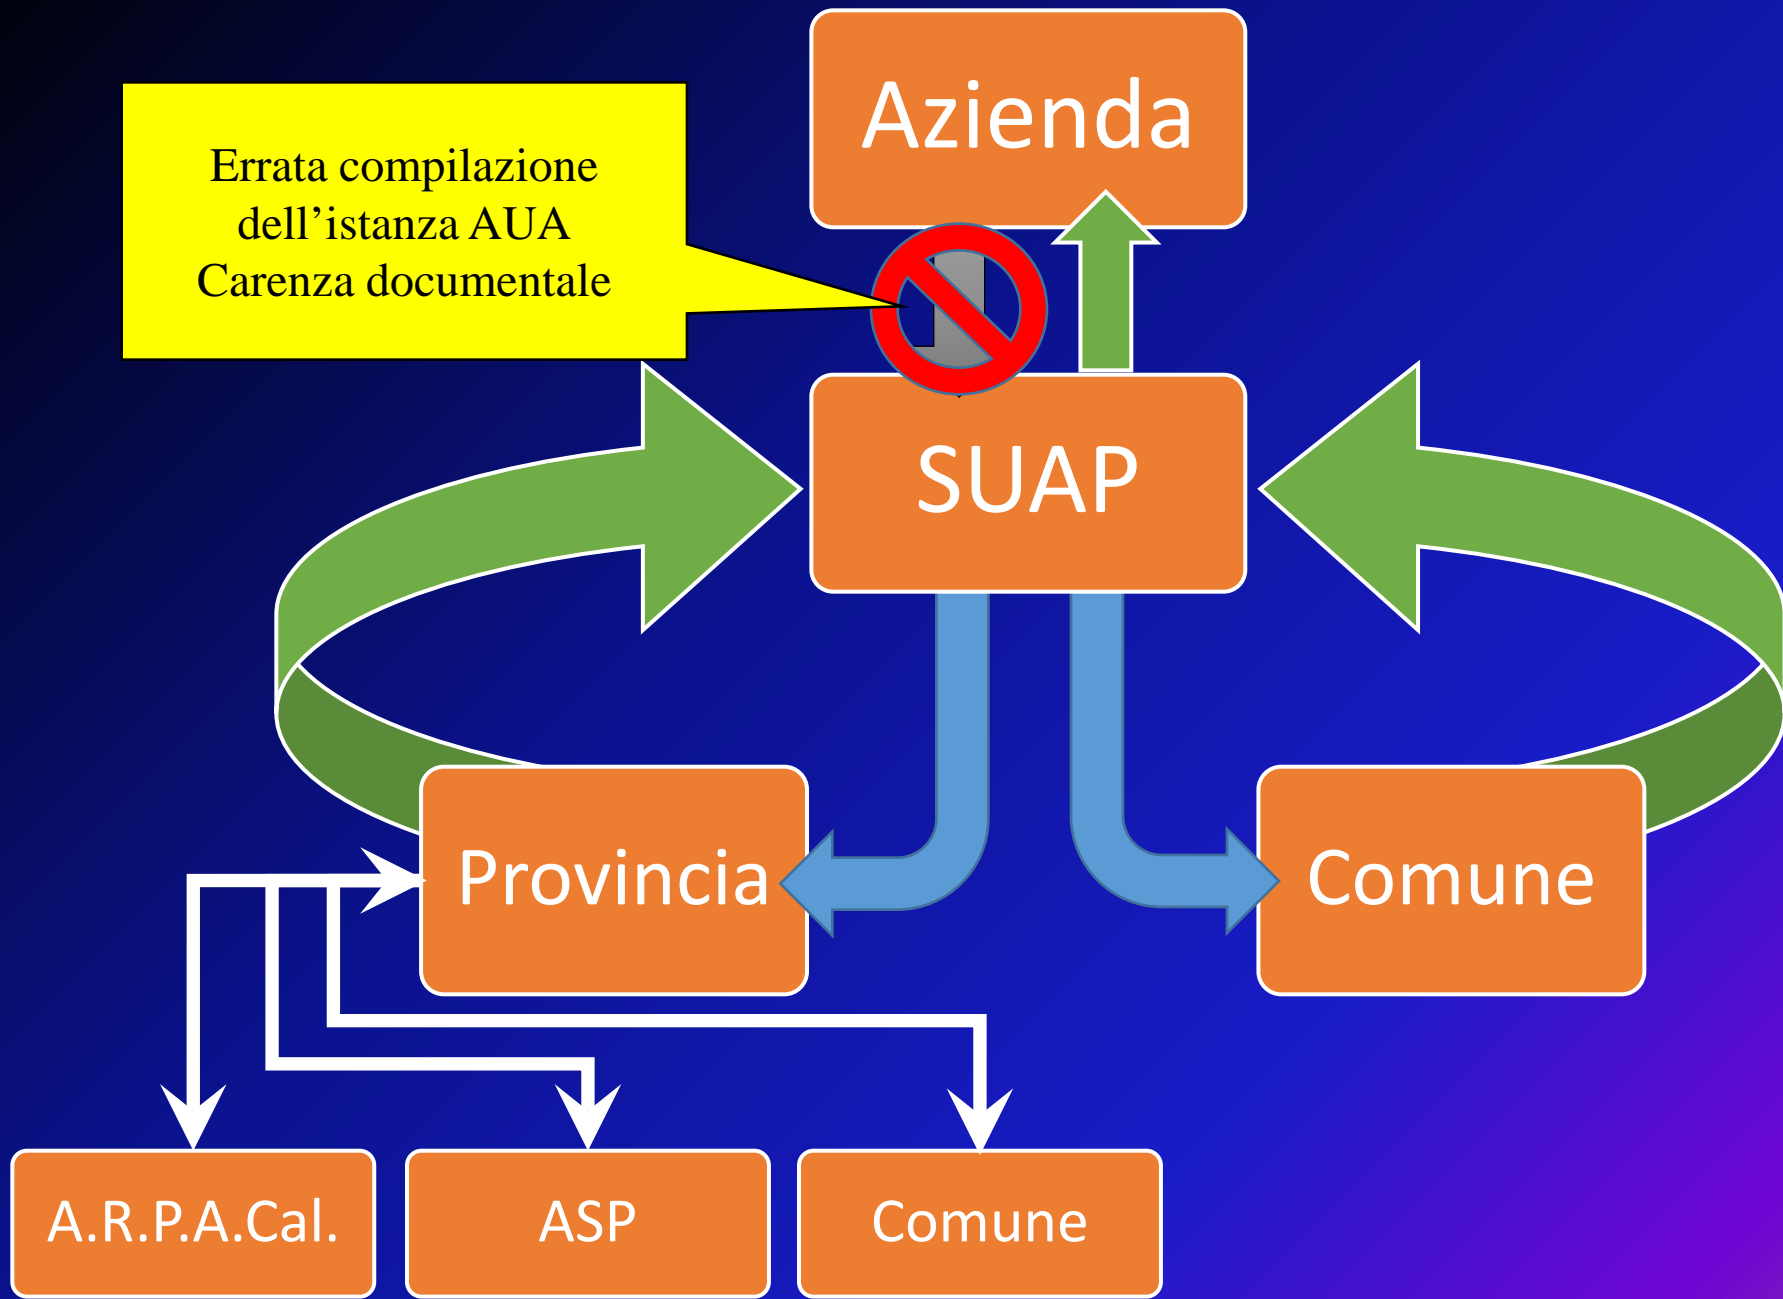 Azienda
Errata compilazione
dell’istanza AUA
Carenza documentale
SUAP
Provincia
Comune
A.R.P.A.Cal.
ASP
Comune